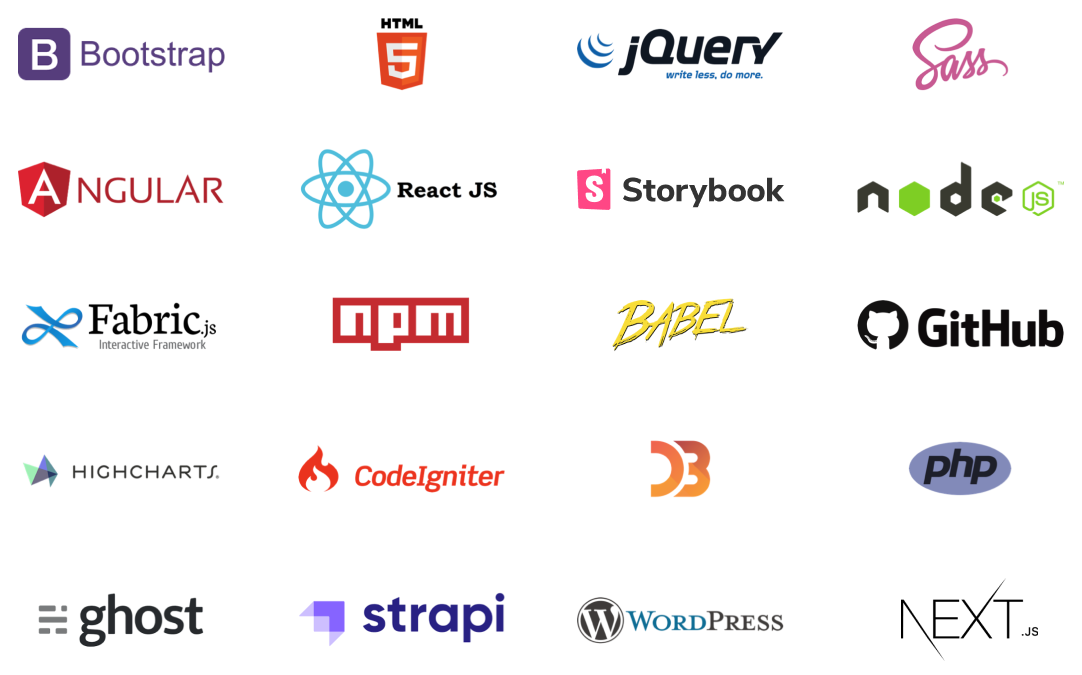 B Bootstrap
HTML
5
jQuery
write less, do more.
Sass
ANGULAR
React JS
S Storybook
node JS™
Fabric.js
Interactive Framework
npm
BABEL
GitHub
HIGHCHARTS®
CodeIgniter
D3
php
ghost
strapi
W WORDPRESS
NEXT.JS